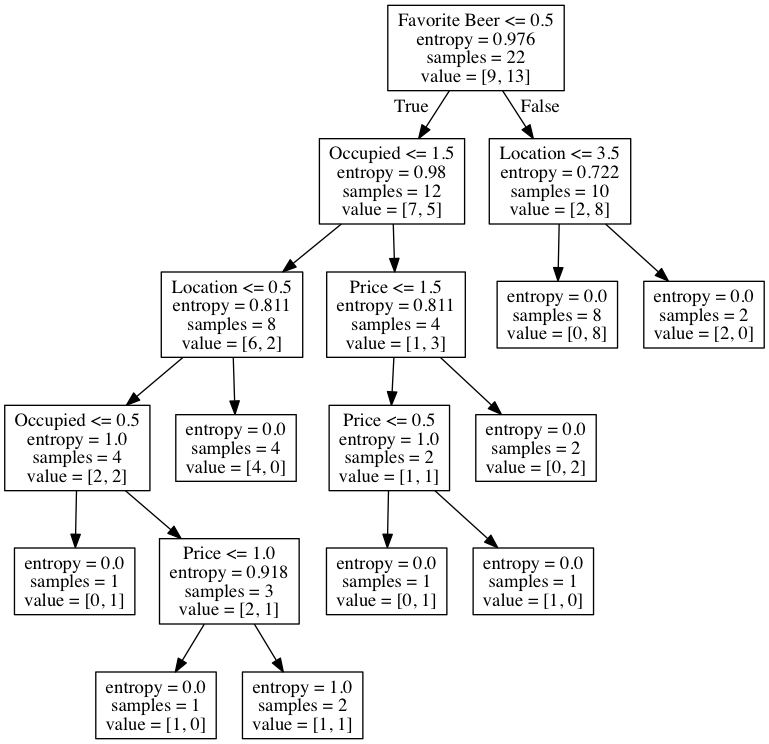 Favorite Beer <= 0.5
entropy = 0.976
samples = 22
value = [9, 13]
True
False
Occupied <= 1.5
entropy = 0.98
samples = 12
value = [7, 5]
Location <= 3.5
entropy = 0.722
samples = 10
value = [2, 8]
Location <= 0.5
entropy = 0.811
samples = 8
value = [6, 2]
Price <= 1.5
entropy = 0.811
samples = 4
value = [1, 3]
entropy = 0.0
samples = 8
value = [0, 8]
entropy = 0.0
samples = 2
value = [2, 0]
Occupied <= 0.5
entropy = 1.0
samples = 4
value = [2, 2]
entropy = 0.0
samples = 4
value = [4, 0]
Price <= 0.5
entropy = 1.0
samples = 2
value = [1, 1]
entropy = 0.0
samples = 2
value = [0, 2]
entropy = 0.0
samples = 1
value = [0, 1]
Price <= 1.0
entropy = 0.918
samples = 3
value = [2, 1]
entropy = 0.0
samples = 1
value = [0, 1]
entropy = 0.0
samples = 1
value = [1, 0]
entropy = 0.0
samples = 1
value = [1, 0]
entropy = 1.0
samples = 2
value = [1, 1]